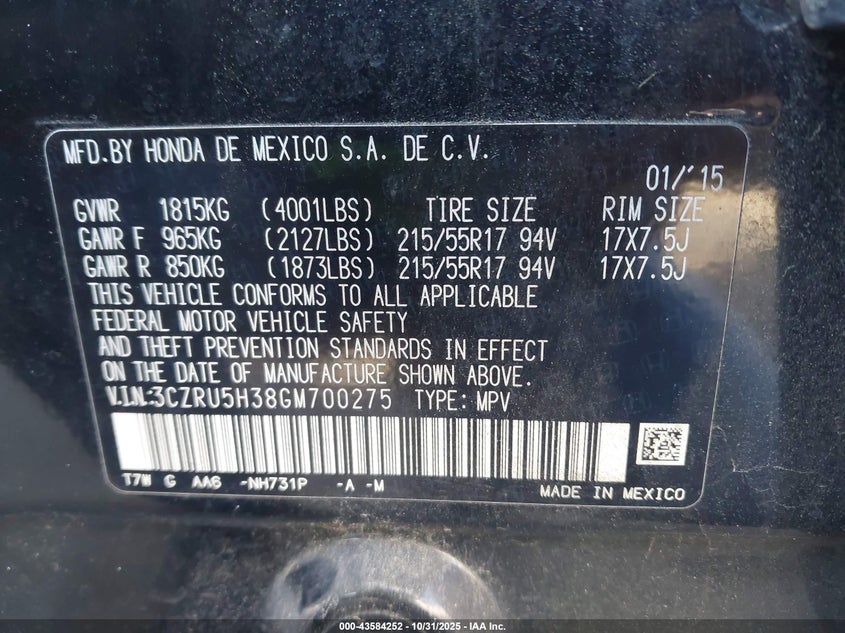 MFD.BY HONDA DE MEXICO S.A. DE C.V.
01/'15
GVWR 1815KG (4001LBS) TIRE SIZE RIM SIZE
GAWR F 965KG (2127LBS) 215/55R17 94V 17X7.5J
GAWR R 850KG (1873LBS) 215/55R17 94V 17X7.5J
THIS VEHICLE CONFORMS TO ALL APPLICABLE
FEDERAL MOTOR VEHICLE SAFETY
AND THEFT PREVENTION STANDARDS IN EFFECT
ON THE DATE OF MANUFACTURE SHOWN ABOVE.
V.I.N.:3CZRU5H38GM700275 TYPE: MPV
T7W G AA6 -NH731P -A -M
MADE IN MEXICO
000-43584252 - 10/31/2025 - IAA Inc.